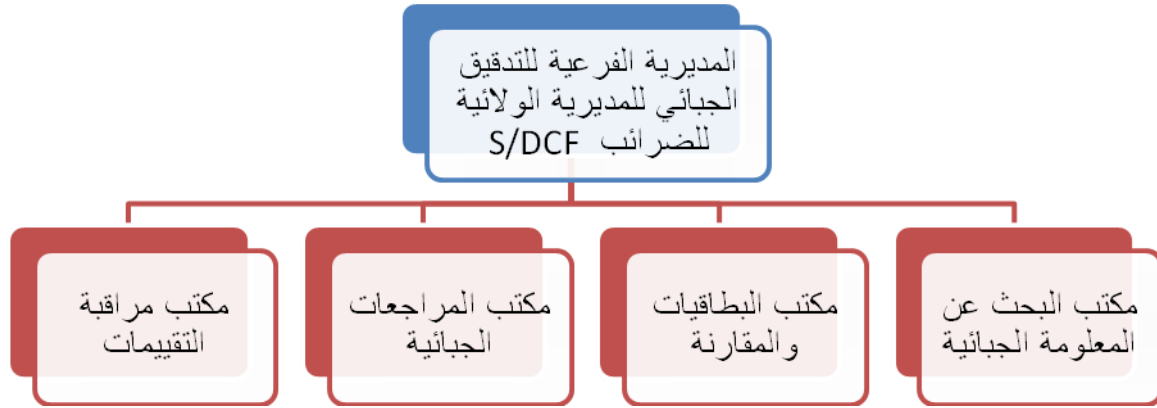 المديرية الفرعية للتدقيق
الجبائي للمديرية الولائية
للضرائب S/DCF
مكتب البحث عن
المعلومة الجبائية
مكتب البطاقيات
والمقارنة
مكتب المراجعات
الجبائية
مكتب مراقبة
التقييمات